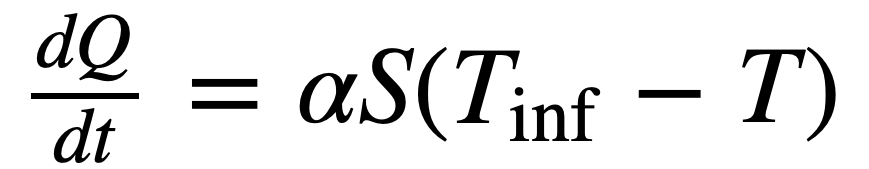 dQ/dt = αS(T_inf − T)